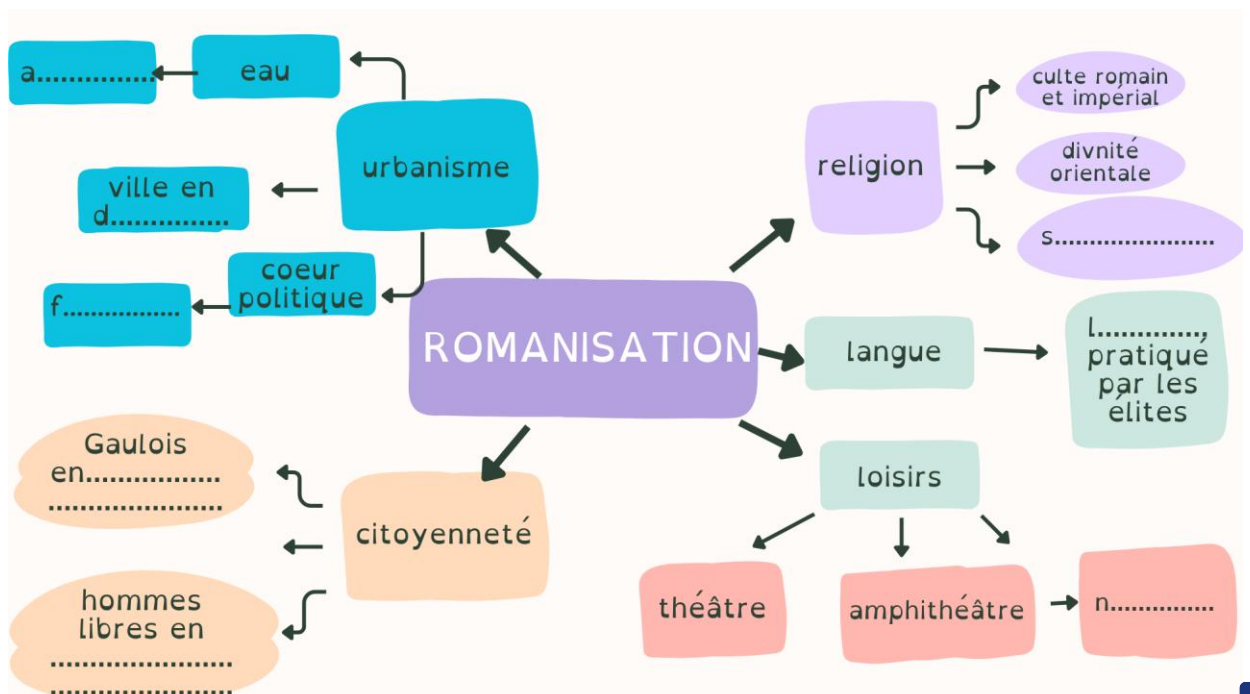 a...............
eau
urbanisme
ville en
d...............
coeur
politique
f.................
ROMANISATION
religion
culte romain
et impérial
divnité
orientale
s........................
langue
l..............,
pratiqué
par les
élites
loisirs
théâtre
amphithéâtre
n...............
citoyenneté
Gaulois
en.................
......................
hommes
libres en
.......................
.......................